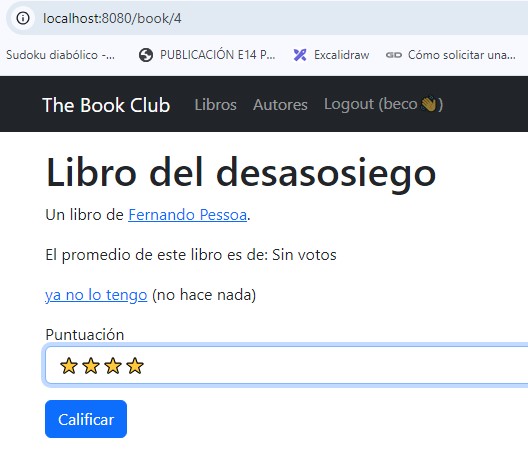 localhost:8080/book/4
Sudoku diabólico -... PUBLICACIÓN E14 P... Excalidraw GD Cómo solicitar una...
The Book Club Libros Autores Logout (beco👋)
Libro del desasosiego
Un libro de Fernando Pessoa.
El promedio de este libro es de: Sin votos
ya no lo tengo (no hace nada)
Puntuación
⭐⭐⭐⭐
Calificar